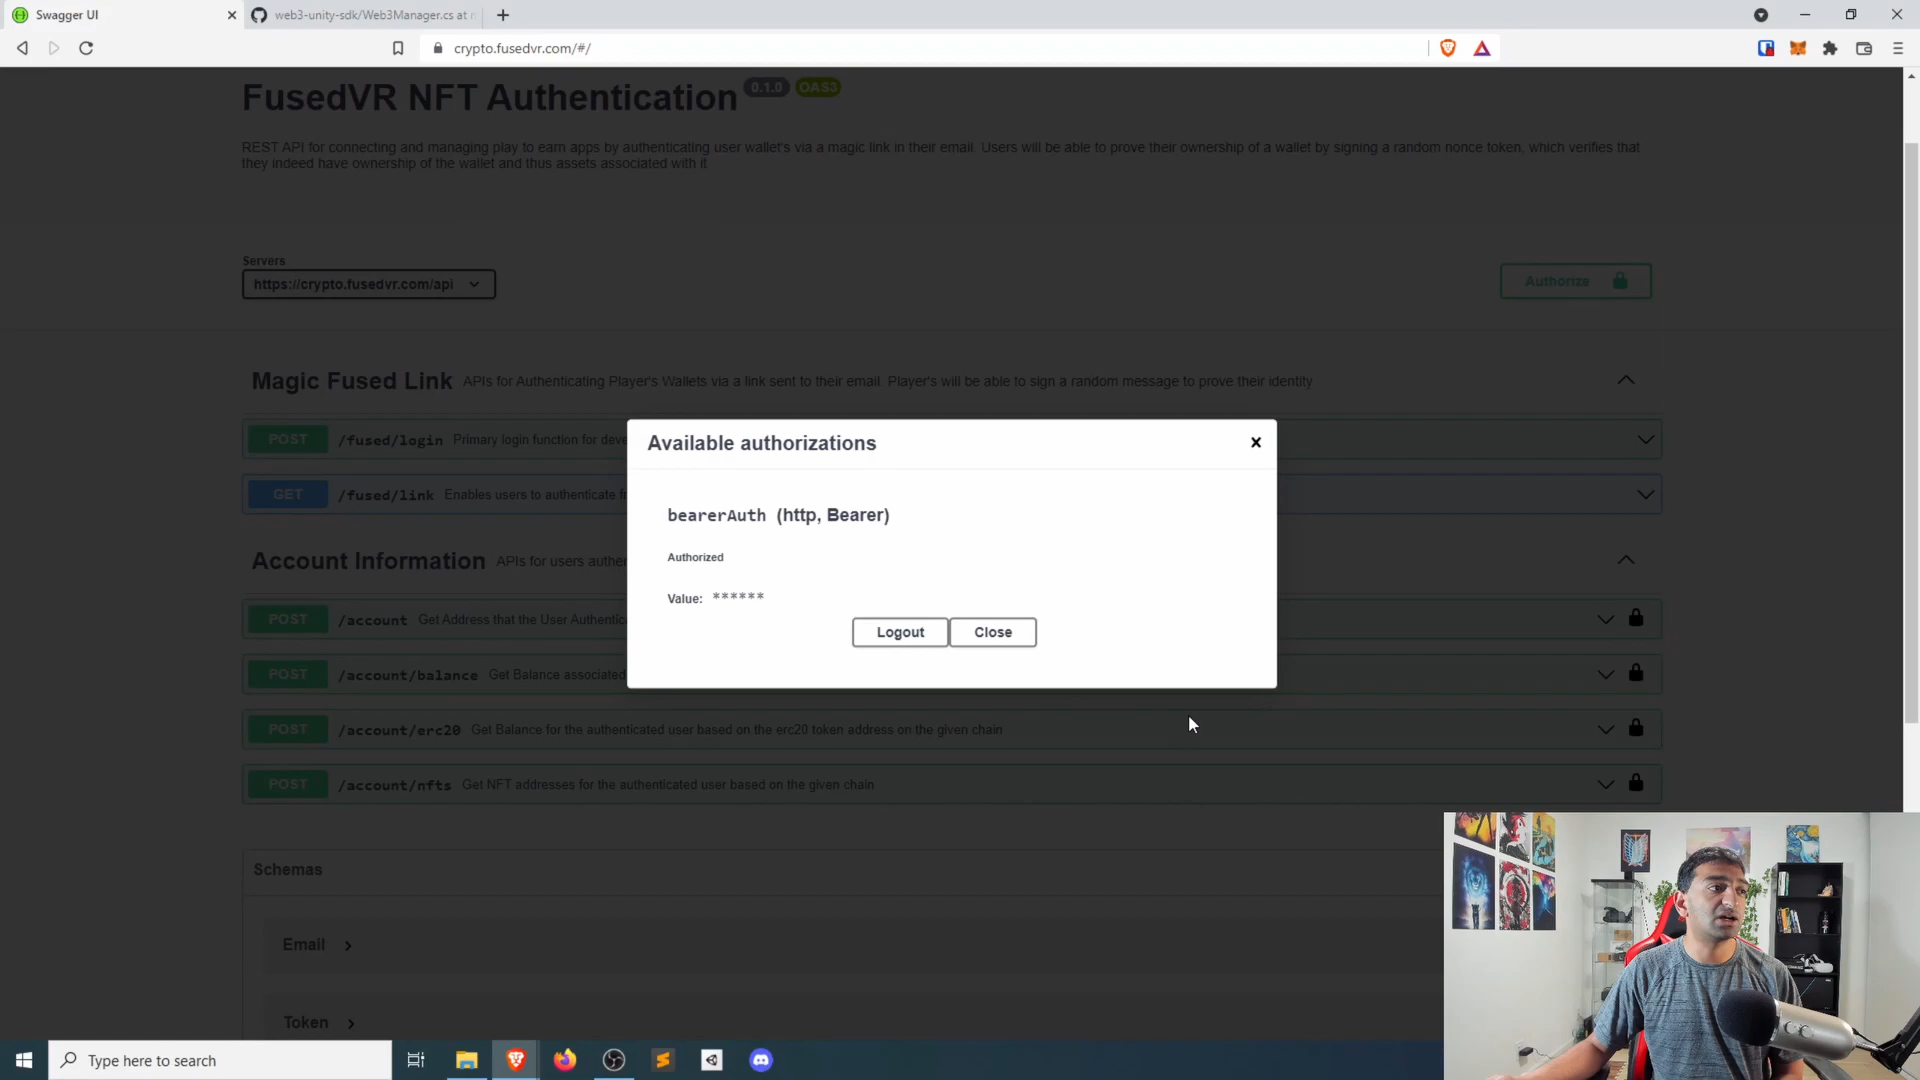 Swagger UI
web3-unity-sdk/Web3Manager.cs at
crypto.fusedvr.com/#/
FusedVR NFT Authentication 0.1.0 OAS3
REST API for connecting and managing play to earn apps by authenticating user wallet's via a magic link in their email. Users will be able to prove their ownership of a wallet by signing a random nonce token, which verifies that
they indeed have ownership of the wallet and thus assets associated with it
Servers
https://crypto.fusedvr.com/api
Authorize
Magic Fused Link APIs for Authenticating Player's Wallets via a link sent to their email. Player's will be able to sign a random message to prove their identity
POST /fused/login Primary login function for deve
GET /fused/link Enables users to authenticate
Account Information APIs for users authen
POST /account Get Address that the User Authentic
POST /account/balance Get Balance associated
POST /account/erc20 Get Balance for the authenticated user based on the erc20 token address on the given chain
POST /account/nfts Get NFT addresses for the authenticated user based on the given chain
Available authorizations
bearerAuth (http, Bearer)
Authorized
Value: ******
Logout
Close
Schemas
Email
Token
Type here to search